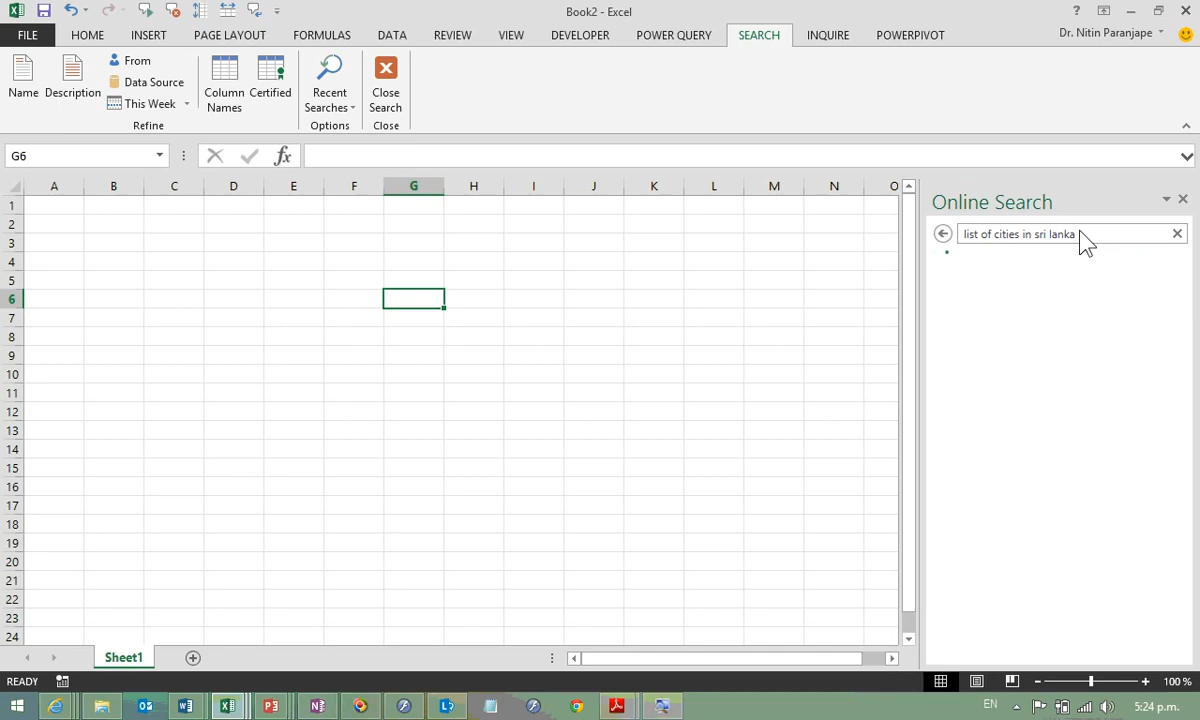 Book2 - Excel
?
FILE HOME INSERT PAGE LAYOUT FORMULAS DATA REVIEW VIEW DEVELOPER POWER QUERY SEARCH INQUIRE POWERPIVOT Dr. Nitin Paranjape
Name
Description
From
Data Source
This Week
Refine
Column
Names
Certified
Recent
Searches
Options
Close
Search
Close
G6
fx
A B C D E F G H I J K L M N O
1
2
3
4
5
6
7
8
9
10
11
12
13
14
15
16
17
18
19
20
21
22
23
24
Online Search
list of cities in sri lanka
Sheet1
READY
100 %
EN
5:24 p.m.